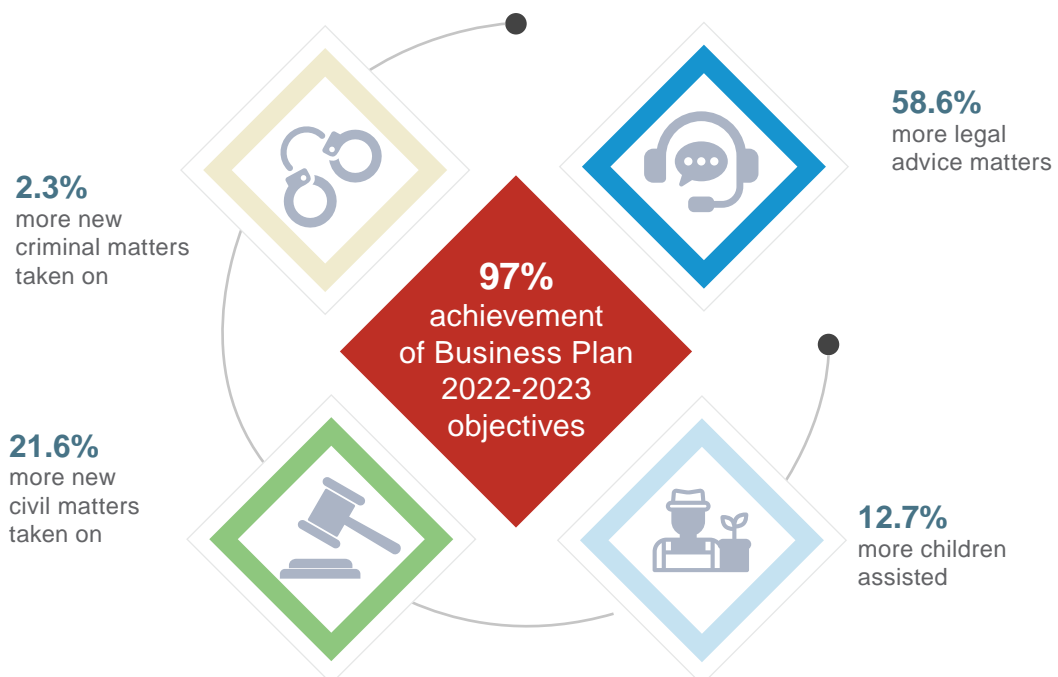 2.3%
more new
criminal matters
taken on
58.6%
more legal
advice matters
97%
achievement
of Business Plan
2022-2023
objectives
21.6%
more new
civil matters
taken on
12.7%
more children
assisted